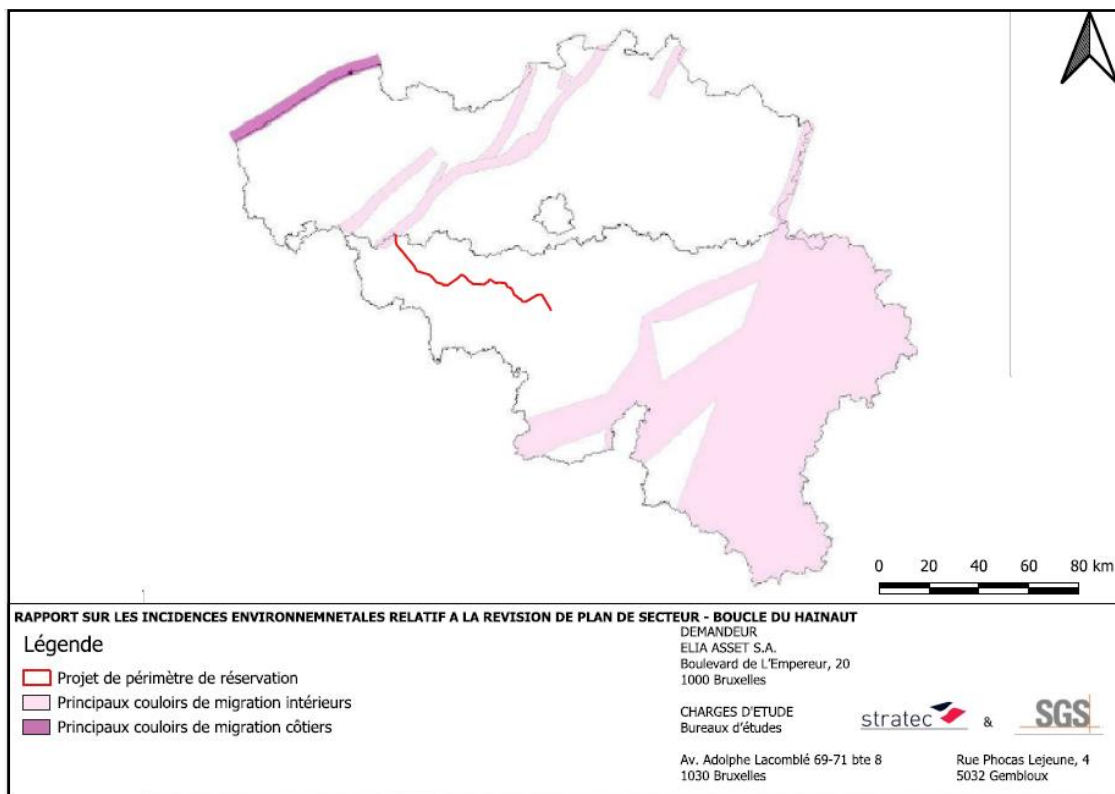 0 20 40 60 80 km
RAPPORT SUR LES INCIDENCES ENVIRONNEMNETALES RELATIF A LA REVISION DE PLAN DE SECTEUR - BOUCLE DU HAINAUT
Légende
Projet de périmètre de réservation
Principaux couloirs de migration intérieurs
Principaux couloirs de migration côtiers
DEMANDEUR
ELIA ASSET S.A.
Boulevard de L'Empereur, 20
1000 Bruxelles
CHARGES D'ETUDE
Bureaux d'études
stratec & SGS
Av. Adolphe Lacomblé 69-71 bte 8
1030 Bruxelles
Rue Phocas Lejeune, 4
5032 Gembloux